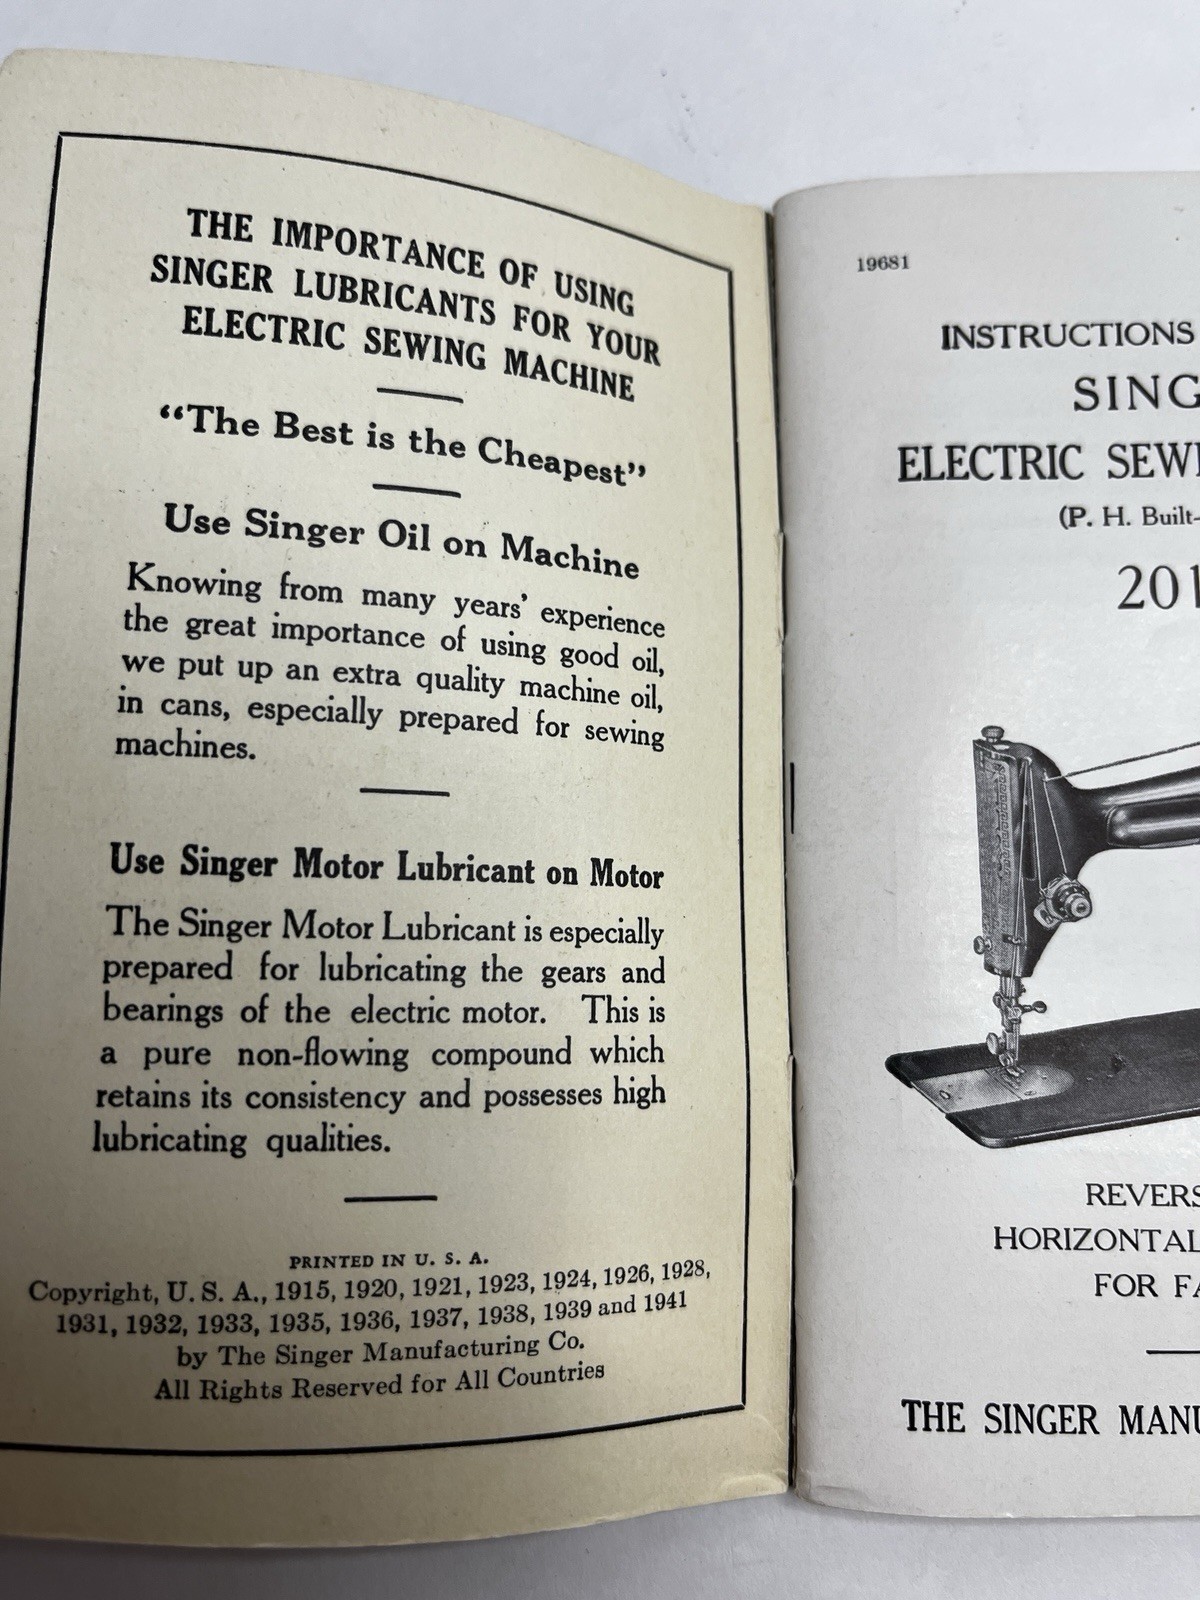 THE IMPORTANCE OF USING
SINGER LUBRICANTS FOR YOUR
ELECTRIC SEWING MACHINE
“The Best is the Cheapest”
Use Singer Oil on Machine
Knowing from many years’ experience
the great importance of using good oil,
we put up an extra quality machine oil,
in cans, especially prepared for sewing
machines.
Use Singer Motor Lubricant on Motor
The Singer Motor Lubricant is especially
prepared for lubricating the gears and
bearings of the electric motor. This is
a pure non-flowing compound which
retains its consistency and possesses high
lubricating qualities.
PRINTED IN U. S. A.
Copyright, U. S. A., 1915, 1920, 1921, 1923, 1924, 1926, 1928,
1931, 1932, 1933, 1935, 1936, 1937, 1938, 1939 and 1941
by The Singer Manufacturing Co.
All Rights Reserved for All Countries
19681
INSTRUCTIONS
SING
ELECTRIC SEWI
(P. H. Built-
201
REVERS
HORIZONTAL
FOR FA
THE SINGER MANU